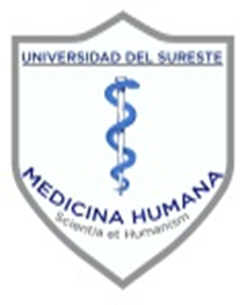 UNIVERSIDAD DEL SURESTE
MEDICINA HUMANA
Scientia et Humanism